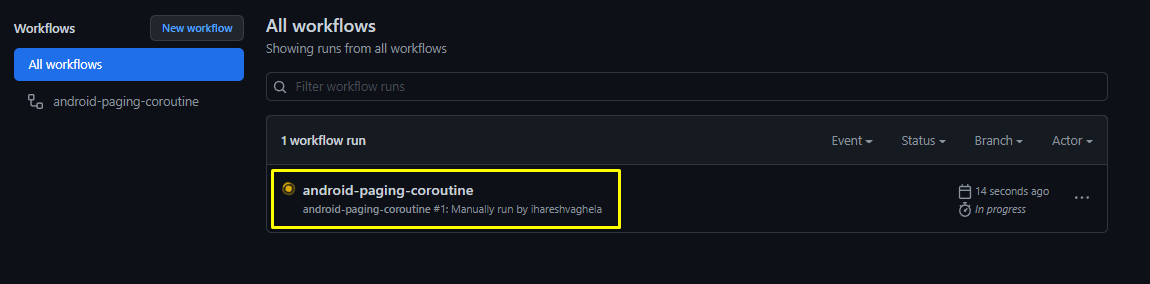 Workflows
New workflow
All workflows
android-paging-coroutine
All workflows
Showing runs from all workflows
Filter workflow runs
1 workflow run
Event
Status
Branch
Actor
android-paging-coroutine
android-paging-coroutine #1: Manually run by ihareshvaghela
14 seconds ago
In progress